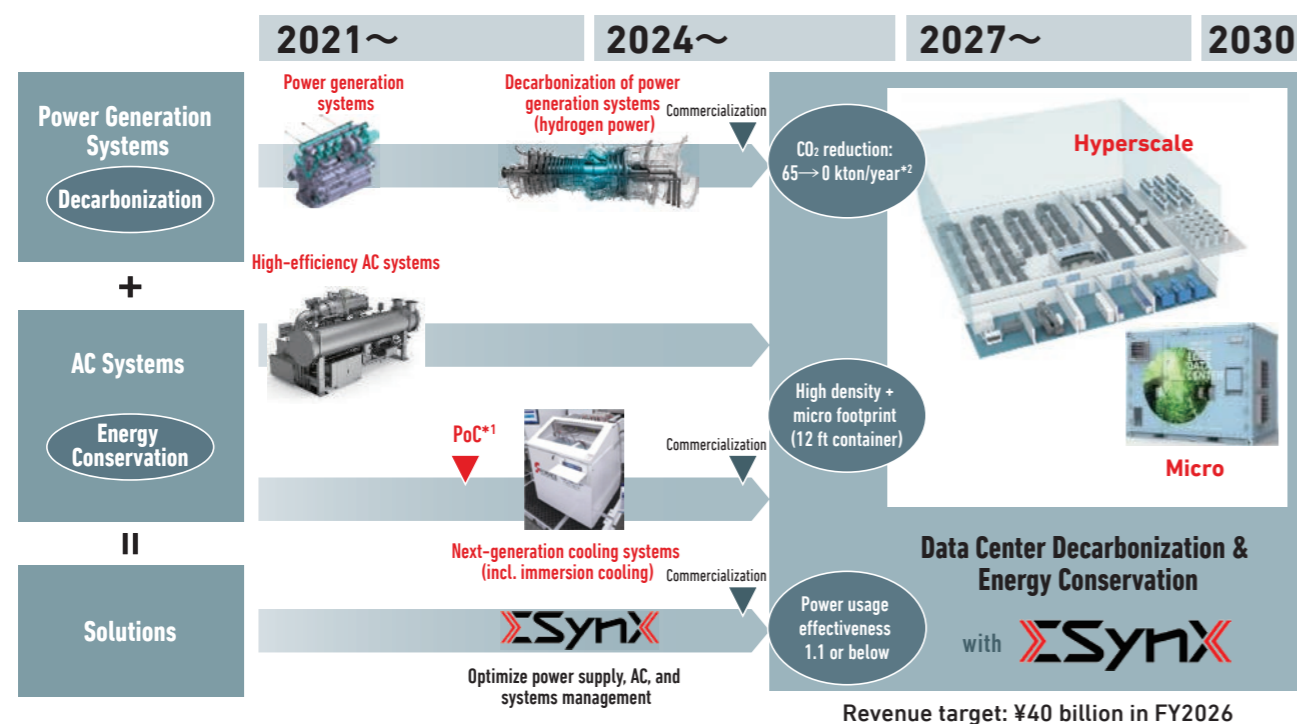 2021～
2024～
2027～
2030
Power Generation
Systems
Decarbonization
Power generation
systems
Decarbonization of power
generation systems
(hydrogen power)
Commercialization
CO₂ reduction:
65→0 kton/year*2
+
AC Systems
Energy
Conservation
High-efficiency AC systems
PoC*1
Commercialization
High density +
micro footprint
(12 ft container)
Next-generation cooling systems
(incl. immersion cooling)
=
Solutions
Commercialization
ΣSynX
Optimize power supply, AC, and
systems management
Power usage
effectiveness
1.1 or below
Hyperscale
EDGE
DATA
CENTER
Micro
Data Center Decarbonization &
Energy Conservation
with ΣSynX
Revenue target: ¥40 billion in FY2026